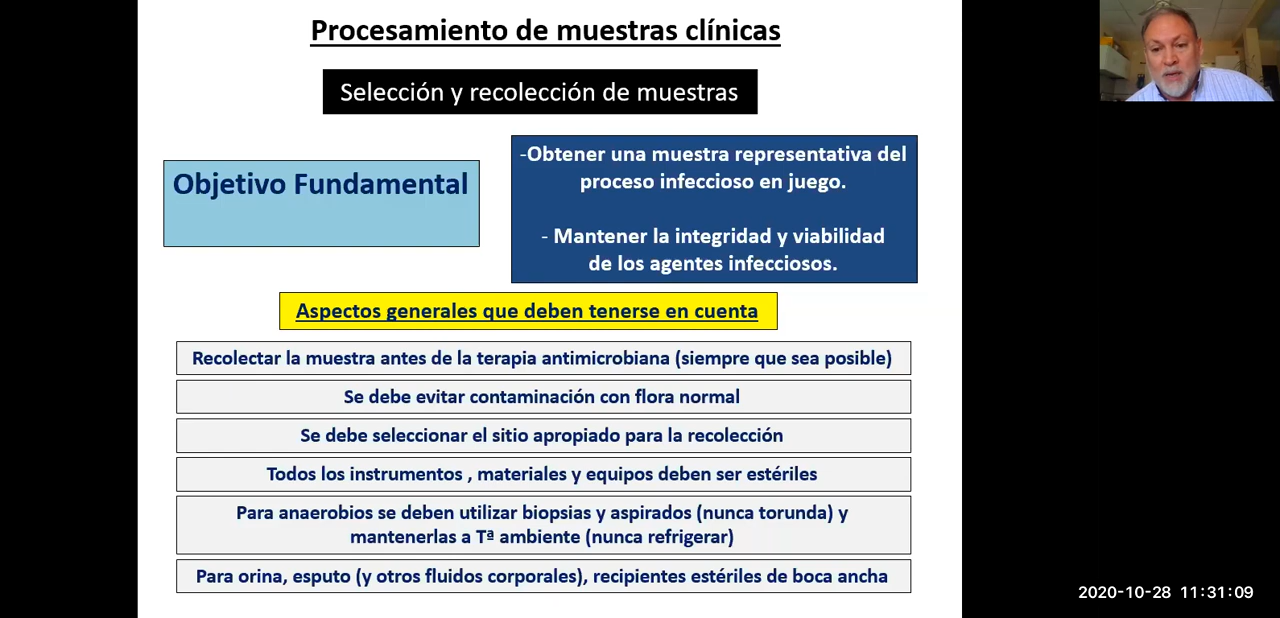 Procesamiento de muestras clínicas
Selección y recolección de muestras
Objetivo Fundamental
-Obtener una muestra representativa del
proceso infeccioso en juego.
- Mantener la integridad y viabilidad
de los agentes infecciosos.
Aspectos generales que deben tenerse en cuenta
Recolectar la muestra antes de la terapia antimicrobiana (siempre que sea posible)
Se debe evitar contaminación con flora normal
Se debe seleccionar el sitio apropiado para la recolección
Todos los instrumentos , materiales y equipos deben ser estériles
Para anaerobios se deben utilizar biopsias y aspirados (nunca torunda) y
mantenerlas a Tª ambiente (nunca refrigerar)
Para orina, esputo (y otros fluidos corporales), recipientes estériles de boca ancha
2020-10-28 11:31:09